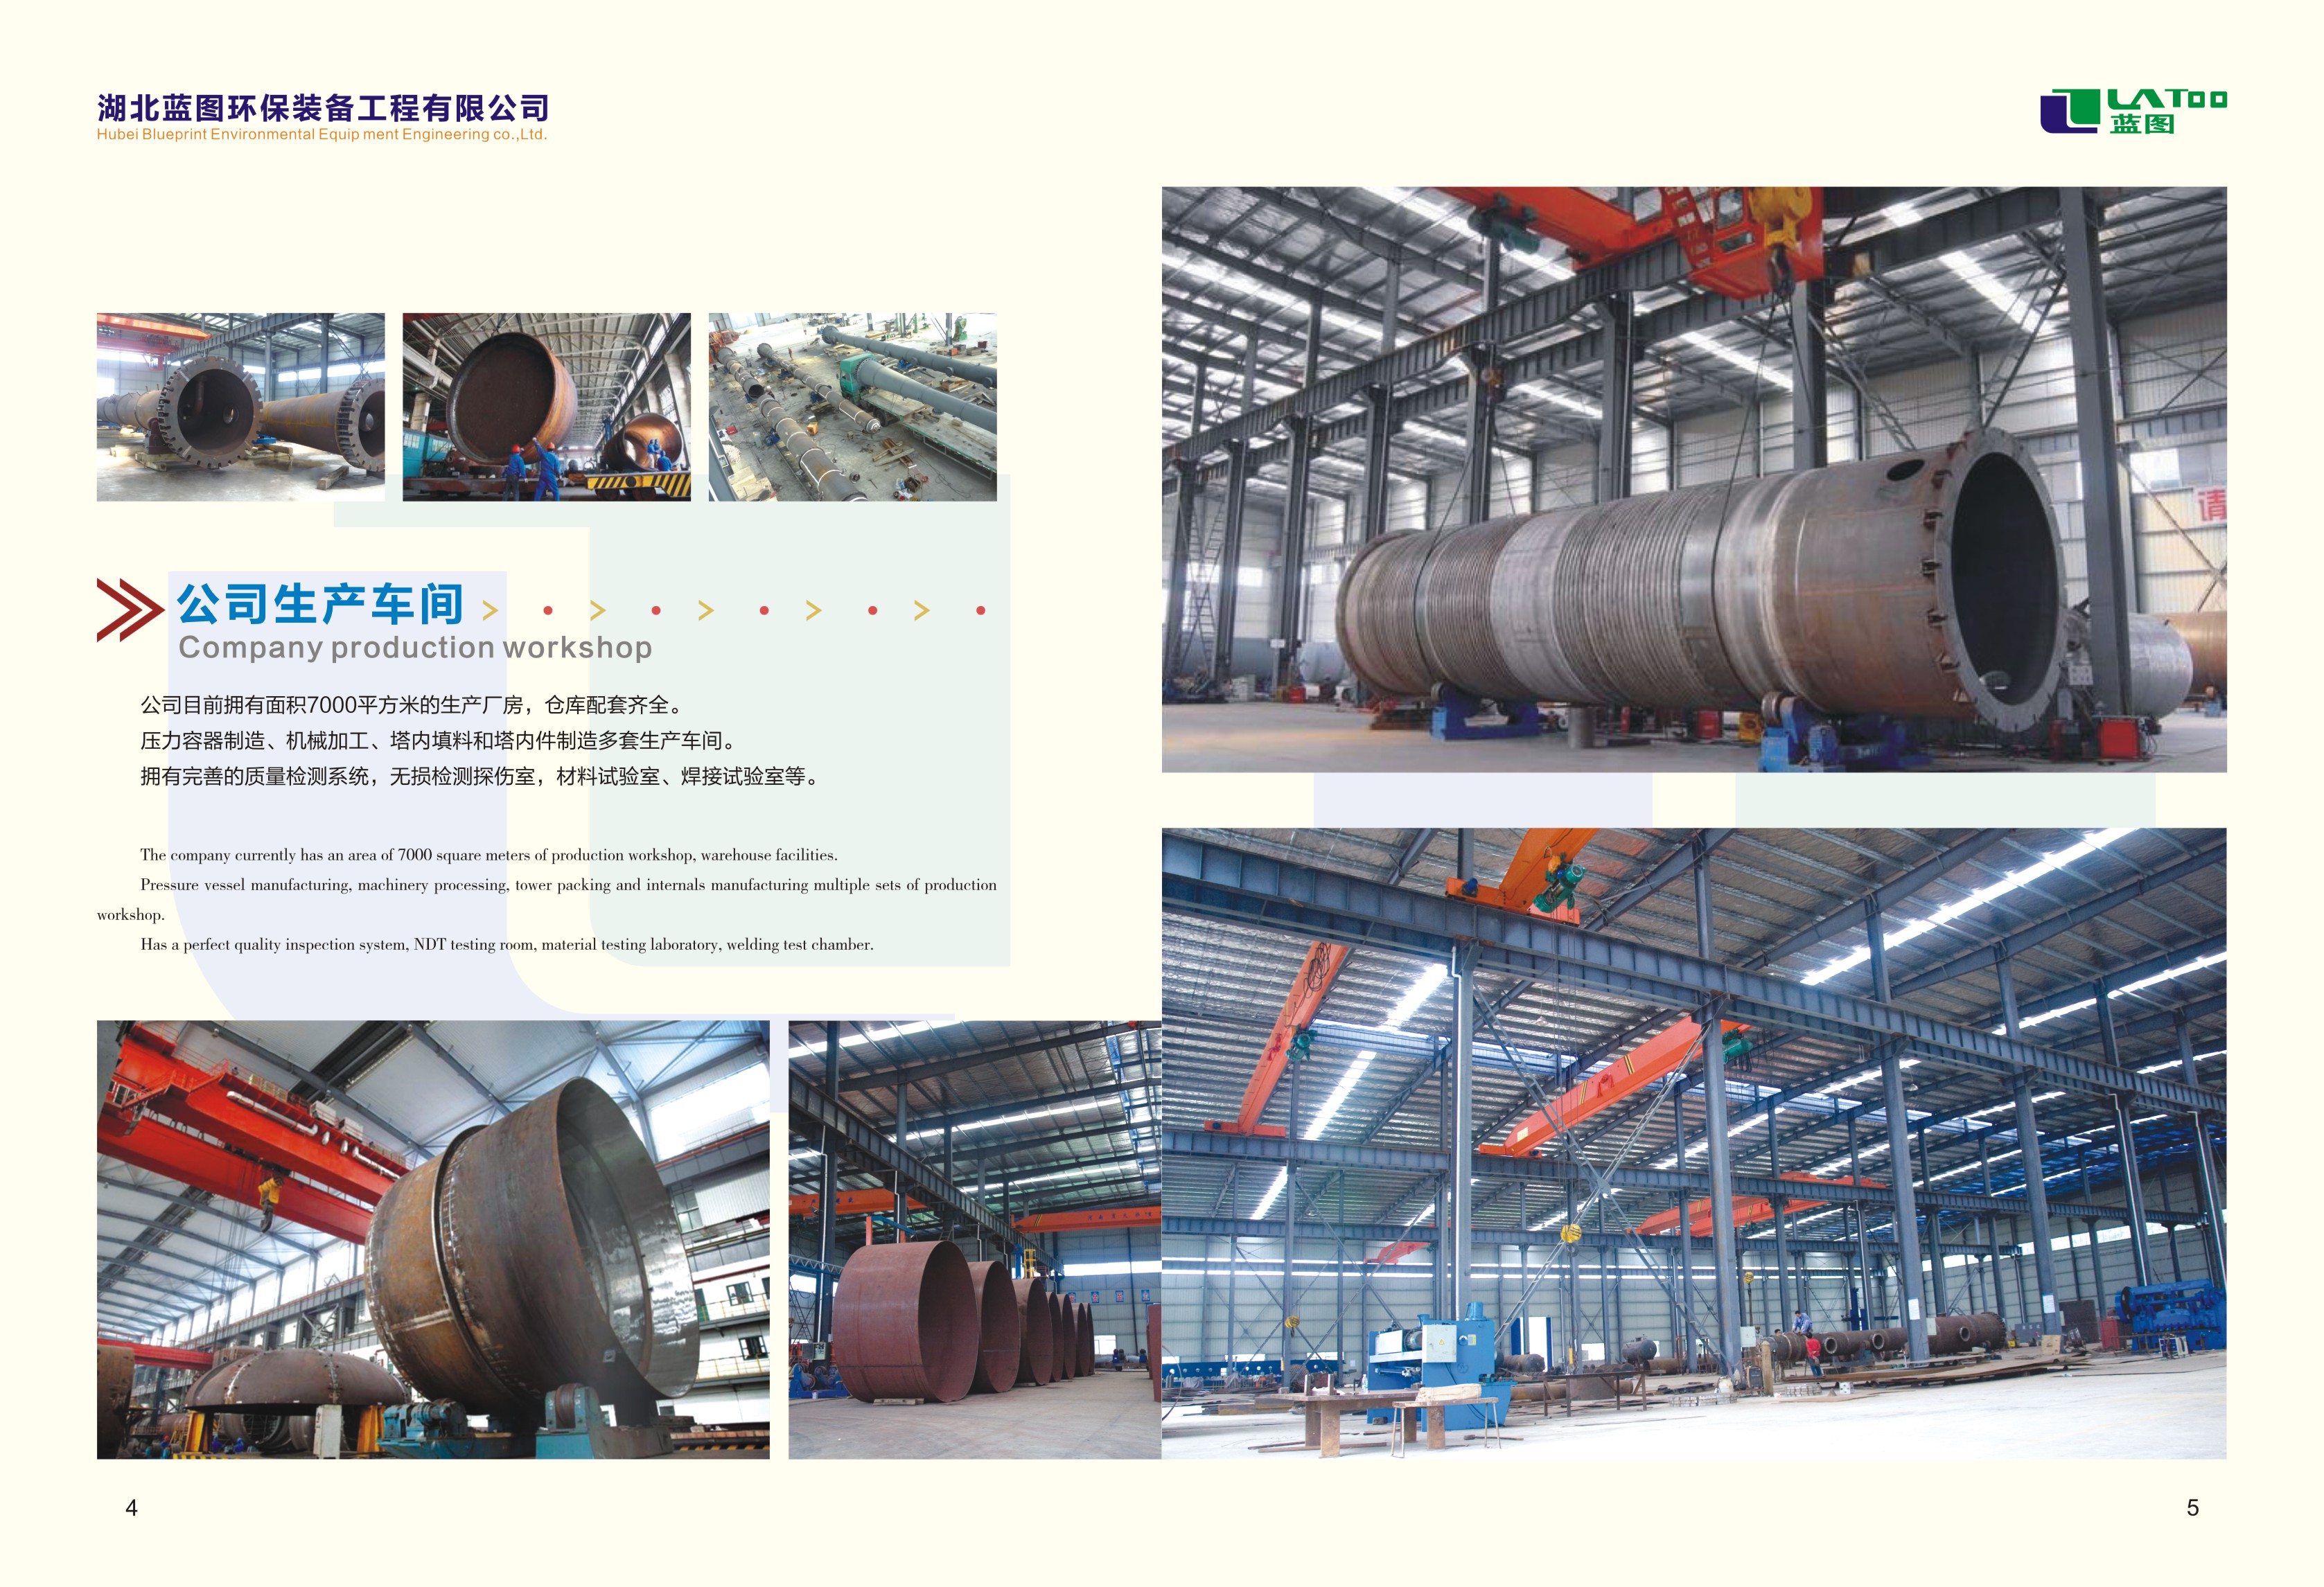 湖北蓝图环保装备工程有限公司
Hubei Blueprint Environmental Equip ment Engineering co.,Ltd.
LATOO
蓝图
公司生产车间
Company production workshop
公司目前拥有面积7000平方米的生产厂房，仓库配套齐全。
压力容器制造、机械加工、塔内填料和塔内件制造多套生产车间。
拥有完善的质量检测系统，无损检测探伤室，材料试验室、焊接试验室等。
The company currently has an area of 7000 square meters of production workshop, warehouse facilities.
Pressure vessel manufacturing, machinery processing, tower packing and internals manufacturing multiple sets of production
workshop.
Has a perfect quality inspection system, NDT testing room, material testing laboratory, welding test chamber.
请
4
5